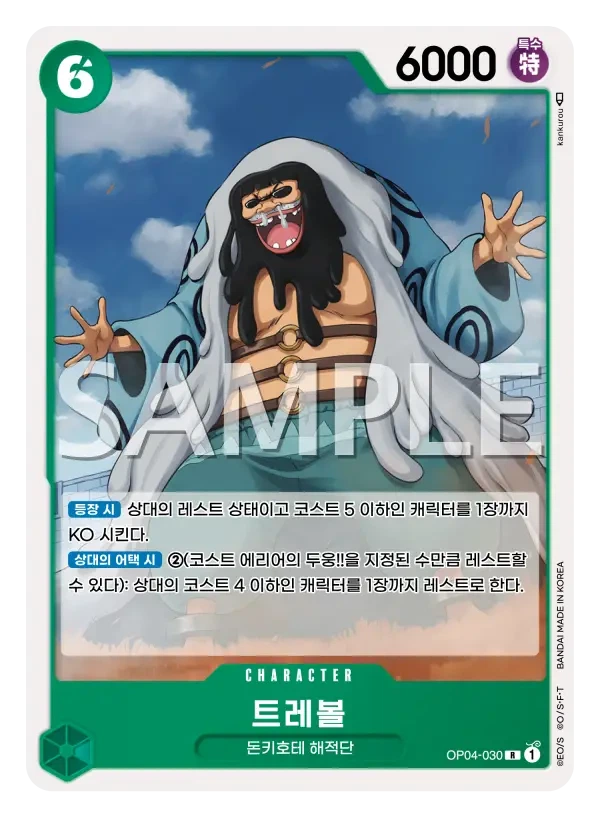 6
6000
특수
特
kankurou
SAMPLE
등장 시 상대의 레스트 상태이고 코스트 5 이하인 캐릭터를 1장까지
KO 시킨다.
상대의 어택 시 ②(코스트 에리어의 두웅!!을 지정된 수만큼 레스트할
수 있다): 상대의 코스트 4 이하인 캐릭터를 1장까지 레스트로 한다.
CHARACTER
트레볼
돈키호테 해적단
OP04-030 R 1
©EO/S ©O/S·F·T BANDAI MADE IN KOREA